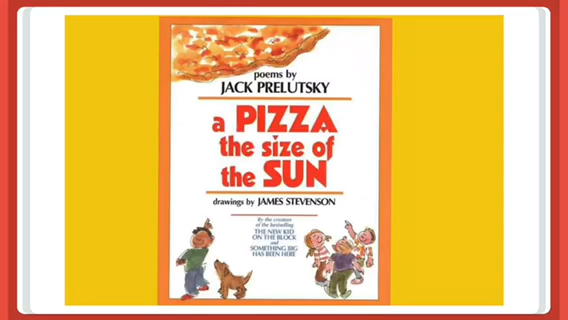 poems by
JACK PRELUTSKY
a PIZZA
the size of
the SUN
drawings by JAMES STEVENSON
By the creator
of the bestselling
THE NEW KID
ON THE BLOCK
and
SOMETHING BIG
HAS BEEN HERE